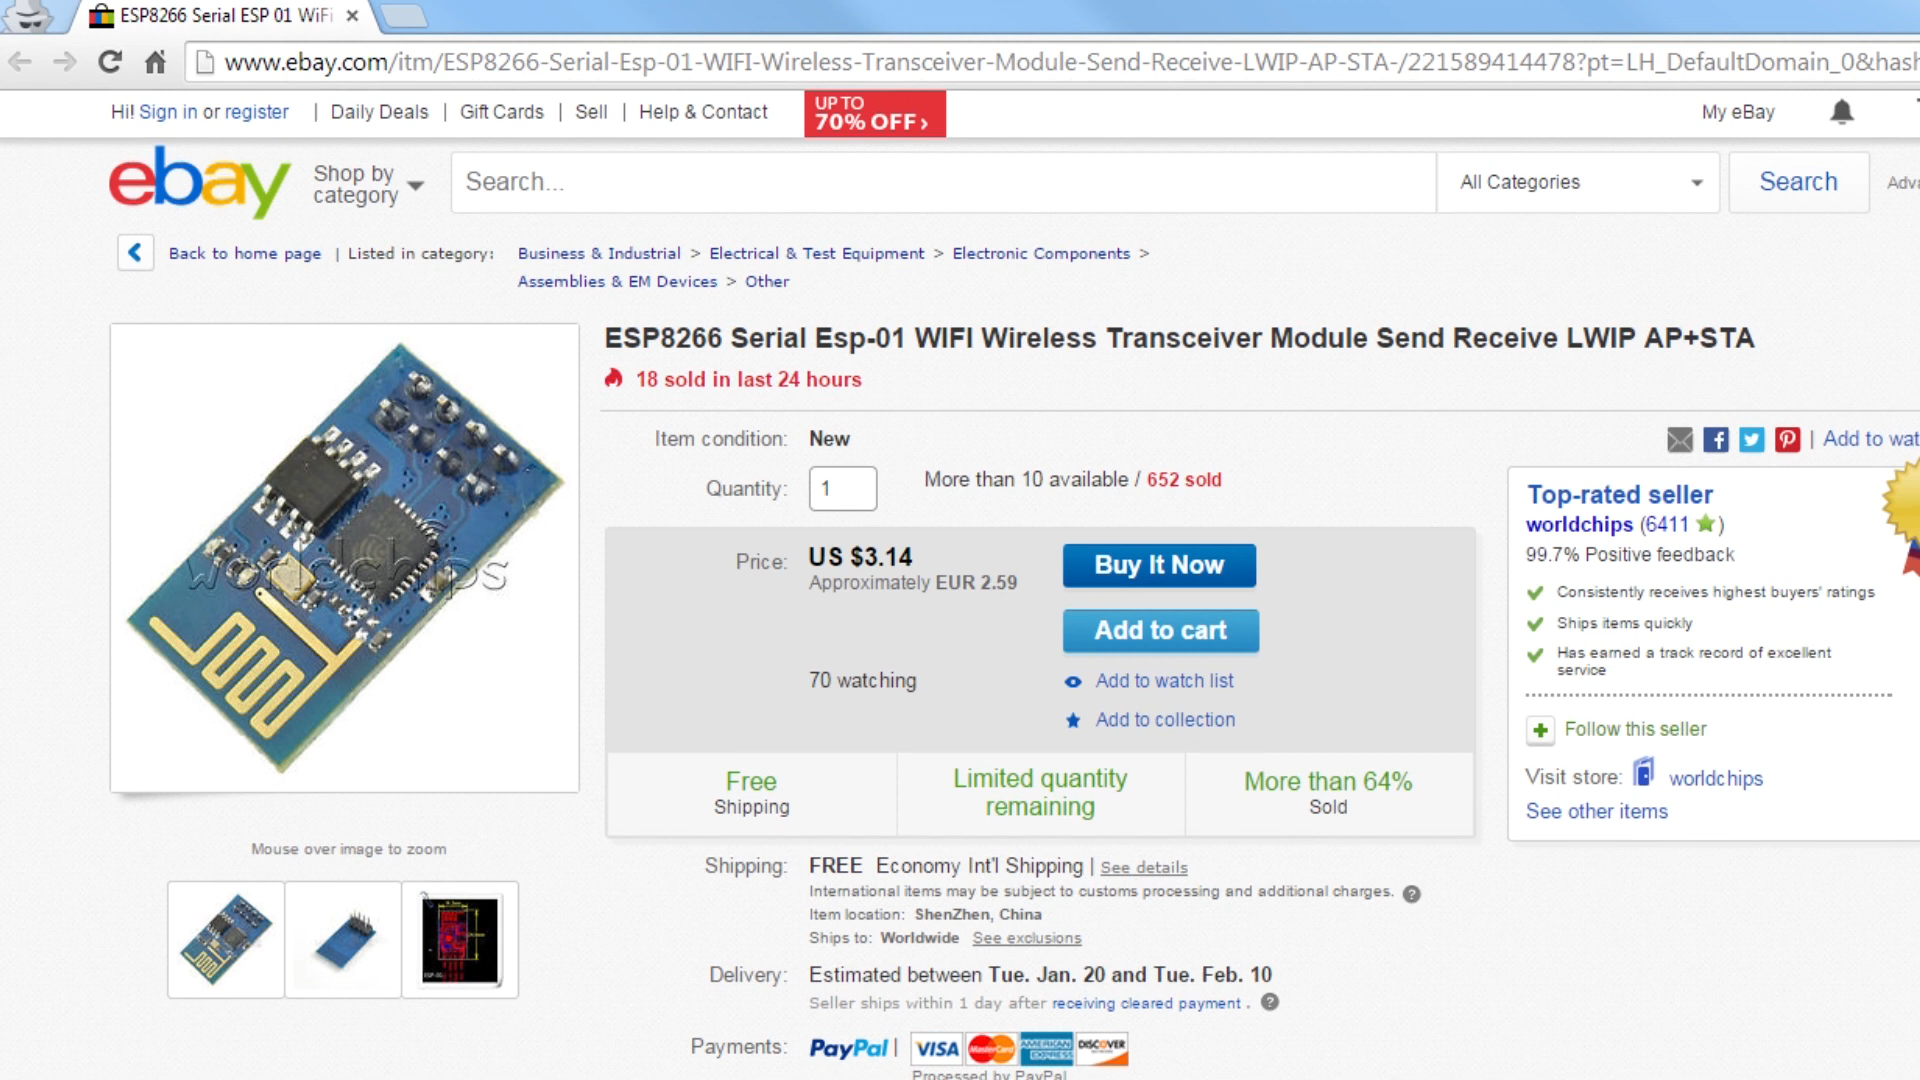 ESP8266 Serial ESP 01 WiFi
www.ebay.com/itm/ESP8266-Serial-Esp-01-WIFI-Wireless-Transceiver-Module-Send-Receive-LWIP-AP-STA-/221589414478?pt=LH_DefaultDomain_0&hash
Hi! Sign in or register | Daily Deals | Gift Cards | Sell | Help & Contact
UP TO
70% OFF ›
My eBay
ebay
Shop by
category
Search...
All Categories
Search
Adva
Back to home page | Listed in category: Business & Industrial > Electrical & Test Equipment > Electronic Components >
Assemblies & EM Devices > Other
ESP8266 Serial Esp-01 WIFI Wireless Transceiver Module Send Receive LWIP AP+STA
18 sold in last 24 hours
Item condition: New
| Add to wat
Quantity: 1 More than 10 available / 652 sold
Price: US $3.14
Approximately EUR 2.59
Buy It Now
Add to cart
70 watching
Add to watch list
Add to collection
Free
Shipping
Limited quantity
remaining
More than 64%
Sold
Top-rated seller
worldchips (6411)
99.7% Positive feedback
Consistently receives highest buyers' ratings
Ships items quickly
Has earned a track record of excellent
service
Follow this seller
Visit store: worldchips
See other items
worldchips
Mouse over image to zoom
Shipping: FREE Economy Int'l Shipping | See details
International items may be subject to customs processing and additional charges. ?
Item location: ShenZhen, China
Ships to: Worldwide See exclusions
Delivery: Estimated between Tue. Jan. 20 and Tue. Feb. 10
Seller ships within 1 day after receiving cleared payment . ?
Payments: PayPal | VISA MasterCard AMERICAN EXPRESS DISCOVER
Processed by PayPal